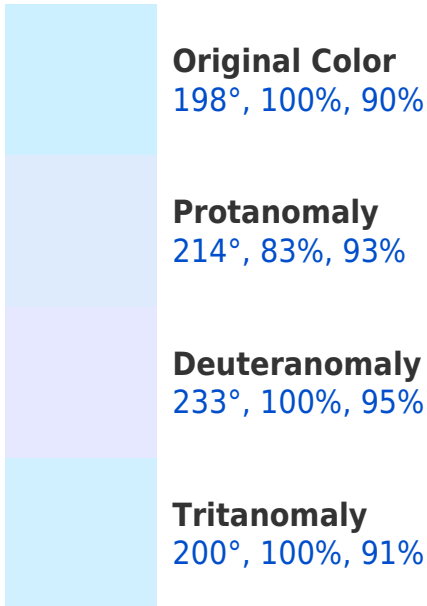 Original Color
198°, 100%, 90%
Protanomaly
214°, 83%, 93%
Deuteranomaly
233°, 100%, 95%
Tritanomaly
200°, 100%, 91%